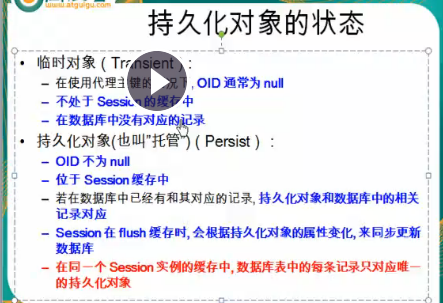 www.atguigu.com
持久化对象的状态
• 临时对象（Transient）:
– 在使用代理主键的 况下, OID 通常为 null
– 不处于 Session 的缓存中
– 在数据库中没有对应的记录
• 持久化对象(也叫"托管")（Persist）：
– OID 不为 null
– 位于 Session 缓存中
– 若在数据库中已经有和其对应的记录, 持久化对象和数据库中的相关
记录对应
– Session 在 flush 缓存时, 会根据持久化对象的属性变化, 来同步更新
数据库
– 在同一个 Session 实例的缓存中, 数据库表中的每条记录只对应唯一
的持久化对象